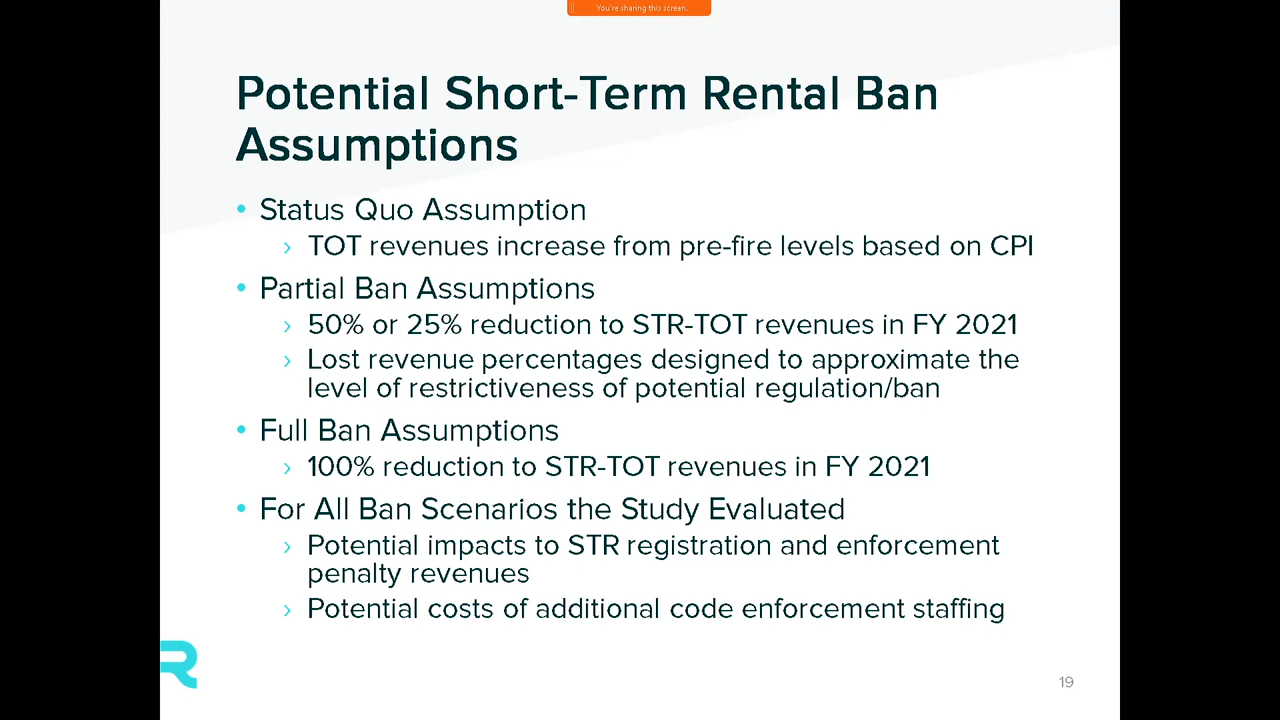 You're sharing this screen.
Potential Short-Term Rental Ban
Assumptions
• Status Quo Assumption
› TOT revenues increase from pre-fire levels based on CPI
• Partial Ban Assumptions
› 50% or 25% reduction to STR-TOT revenues in FY 2021
› Lost revenue percentages designed to approximate the
level of restrictiveness of potential regulation/ban
• Full Ban Assumptions
› 100% reduction to STR-TOT revenues in FY 2021
• For All Ban Scenarios the Study Evaluated
› Potential impacts to STR registration and enforcement
penalty revenues
› Potential costs of additional code enforcement staffing
R
19